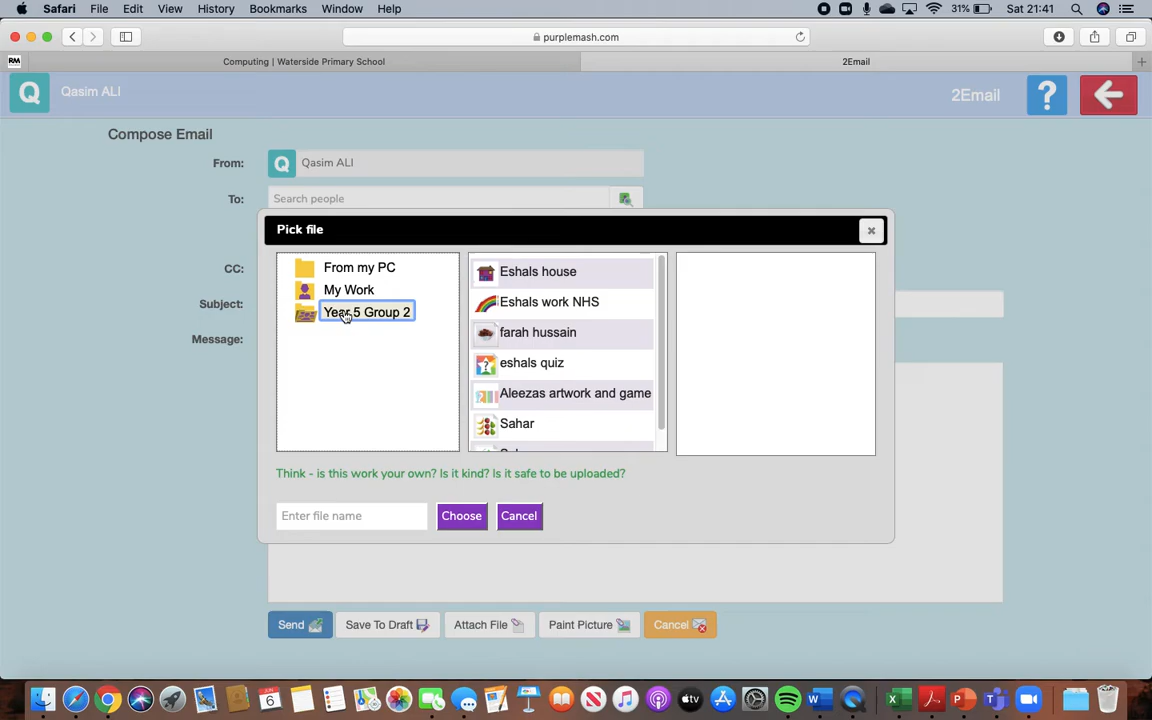 Safari File Edit View History Bookmarks Window Help 31% Sat 21:41
purplemash.com
RM Computing | Waterside Primary School 2Email
Q Qasim ALI 2Email ?
Compose Email
From: Q Qasim ALI
To: Search people
Pick file
CC:
Subject:
Message:
From my PC
My Work
Year 5 Group 2
Eshals house
Eshals work NHS
farah hussain
eshals quiz
Aleezas artwork and game
Sahar
Think - is this work your own? Is it kind? Is it safe to be uploaded?
Enter file name Choose Cancel
Send Save To Draft Attach File Paint Picture Cancel